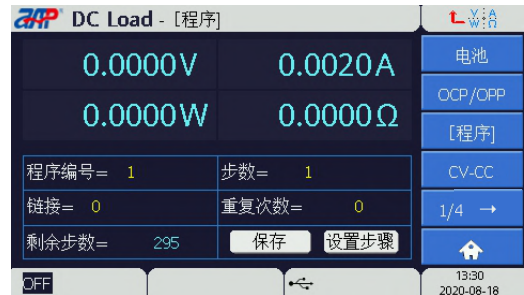 ZAP DC Load - [程序]
V A
W Ω
0.0000V 0.0020A
0.0000W 0.0000Ω
程序编号= 1 步数= 1
链接= 0 重复次数= 0
剩余步数= 295 保存 设置步骤
电池
OCP/OPP
[程序]
CV-CC
1/4 →
OFF
13:30
2020-08-18